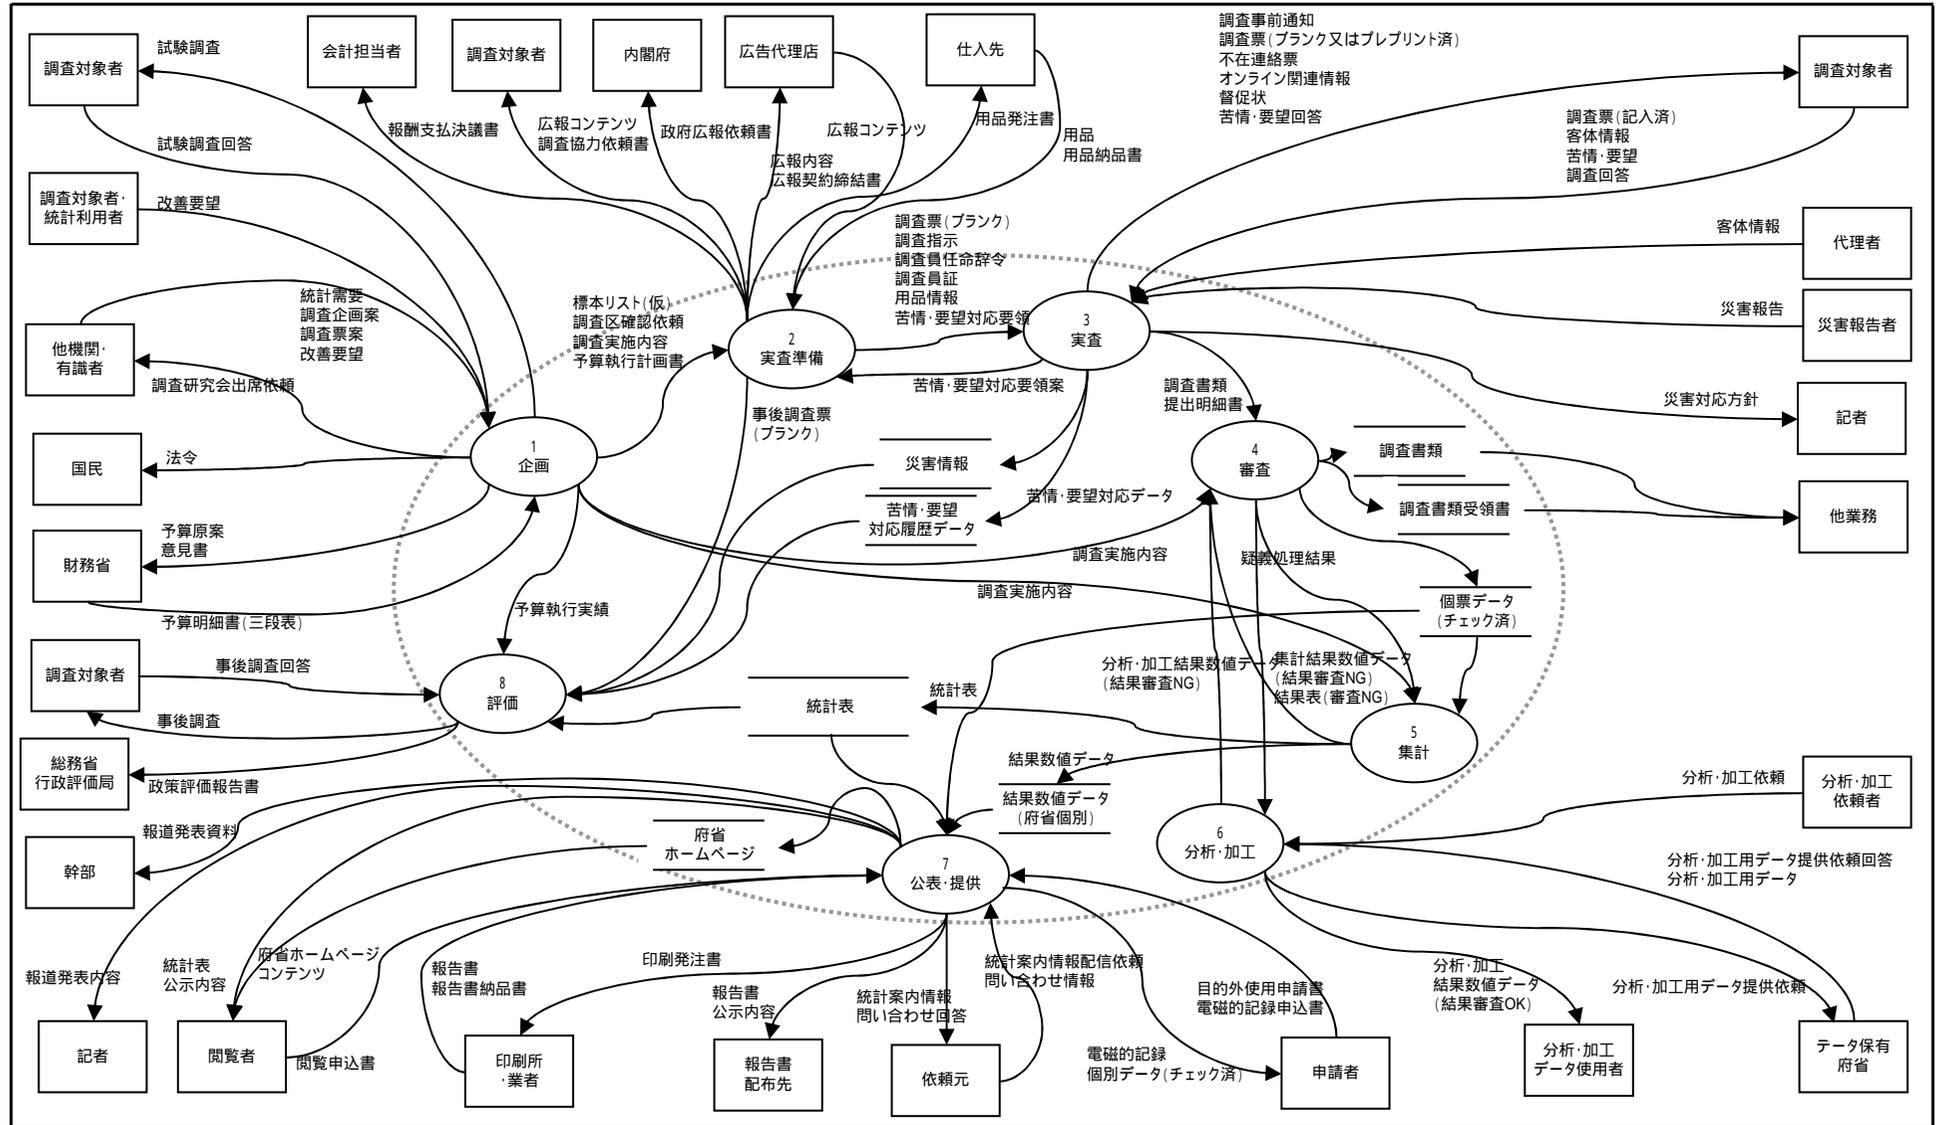 調査対象者
試験調査
会計担当者
調査対象者
内閣府
広告代理店
仕入先
調査事前通知
調査票(ブランク又はプレプリント済)
不在連絡票
オンライン関連情報
督促状
苦情・要望回答
調査対象者
試験調査回答
報酬支払決議書
広報コンテンツ
調査協力依頼書
政府広報依頼書
広報コンテンツ
広報内容
広報契約締結書
用品発注書
用品
用品納品書
調査票(記入済)
客体情報
苦情・要望
調査回答
調査対象者・
統計利用者
改善要望
調査票(ブランク)
調査指示
調査員任命辞令
調査員証
用品情報
苦情・要望対応要領
客体情報
代理者
統計需要
調査企画案
調査票案
改善要望
標本リスト(仮)
調査区確認依頼
調査実施内容
予算執行計画書
2
実査準備
3
実査
災害報告
災害報告者
他機関・
有識者
調査研究会出席依頼
苦情・要望対応要領案
調査書類
提出明細書
災害対応方針
記者
事後調査票
(ブランク)
1
企画
国民
法令
災害情報
4
審査
調査書類
苦情・要望
対応履歴データ
苦情・要望対応データ
調査書類受領書
他業務
予算原案
意見書
財務省
調査実施内容
疑義処理結果
調査実施内容
個票データ
(チェック済)
予算執行実績
予算明細書(三段表)
調査対象者
事後調査回答
8
評価
分析・加工結果数値データ
(結果審査NG)
集計結果数値データ
(結果審査NG)
結果表(審査NG)
統計表
統計表
事後調査
5
集計
総務省
行政評価局
政策評価報告書
結果数値データ
分析・加工依頼
分析・加工
依頼者
結果数値データ
(府省個別)
報道発表資料
府省
ホームページ
6
分析・加工
幹部
7
公表・提供
分析・加工用データ提供依頼回答
分析・加工用データ
報道発表内容
統計表
公示内容
府省ホームページ
コンテンツ
報告書
報告書納品書
印刷発注書
報告書
公示内容
統計案内情報
問い合わせ回答
統計案内情報配信依頼
問い合わせ情報
目的外使用申請書
電磁的記録申込書
分析・加工
結果数値データ
(結果審査OK)
分析・加工用データ提供依頼
記者
閲覧者
閲覧申込書
印刷所
・業者
報告書
配布先
依頼元
電磁的記録
個別データ(チェック済)
申請者
分析・加工
データ使用者
データ保有
府省